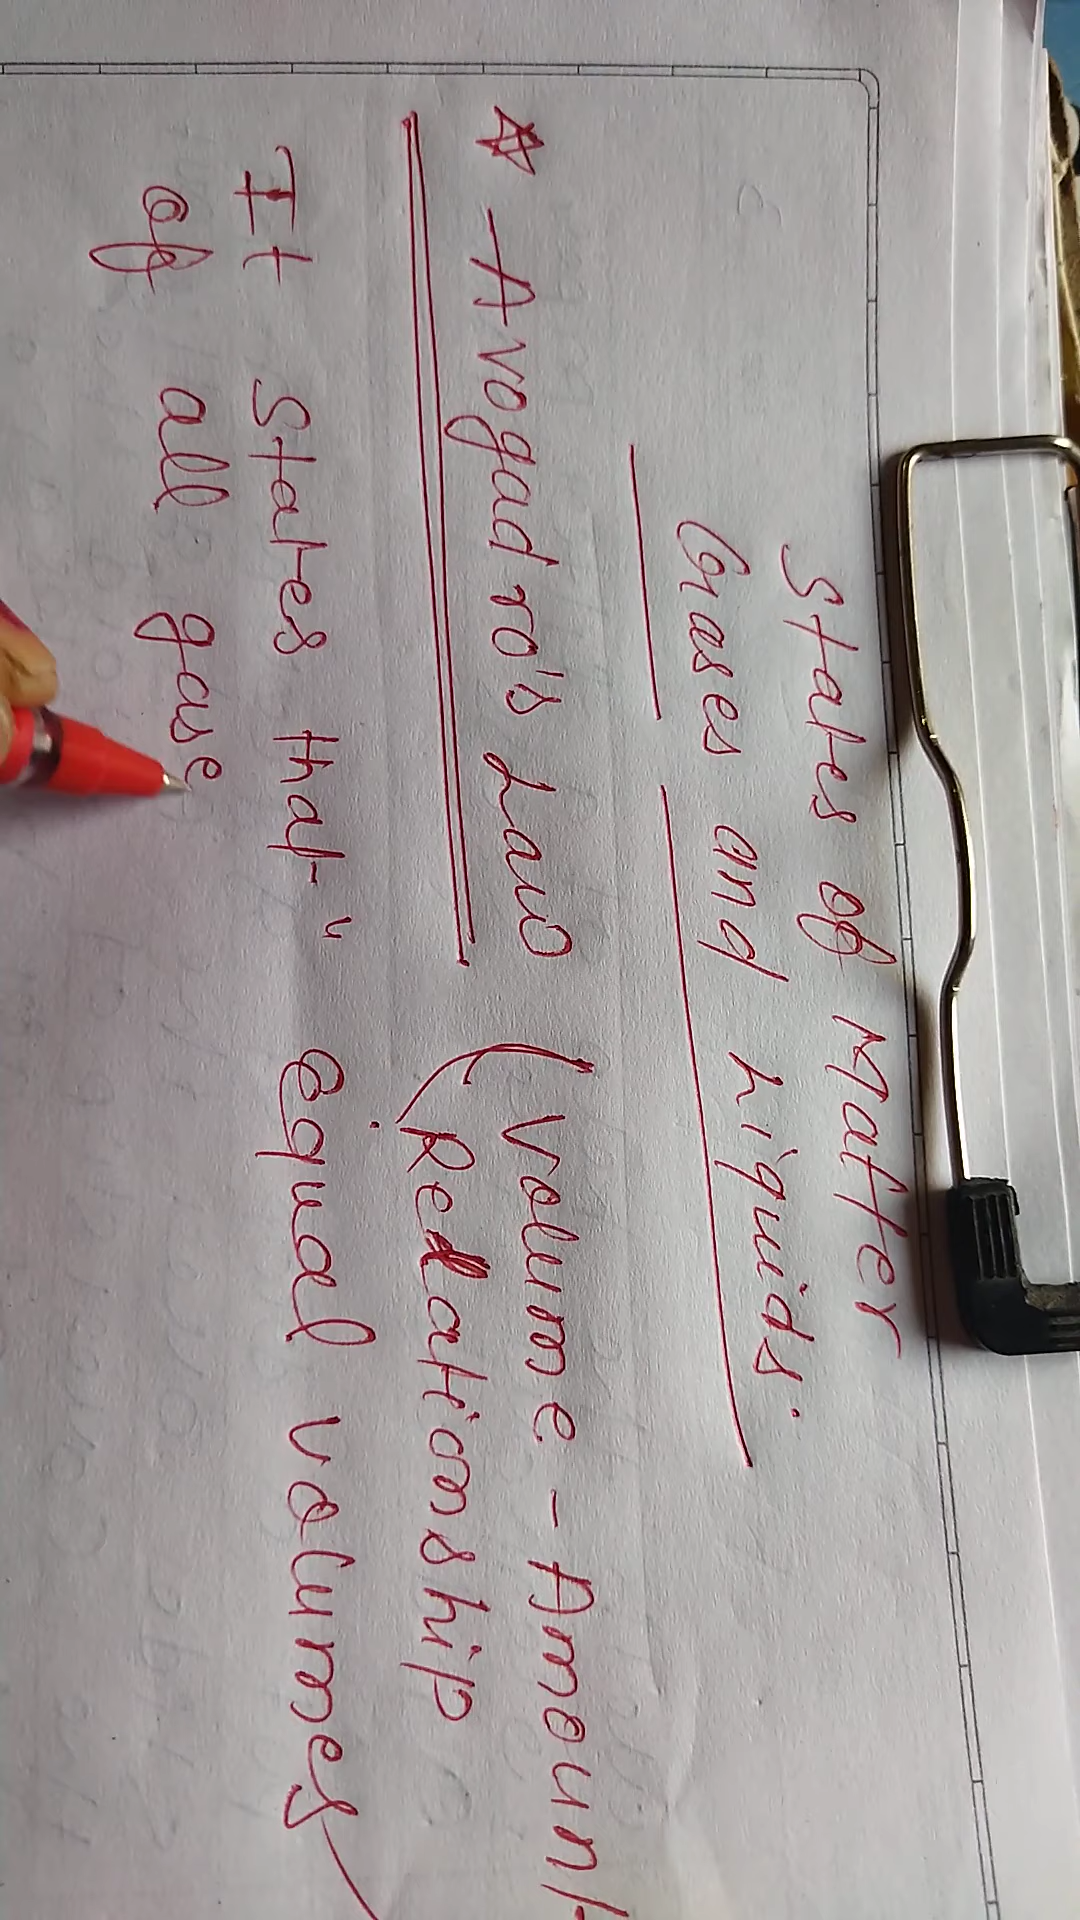 States of Matter
Gases and Liquids.
☆ Avogadro's Law (Volume - Amount
Relationship
It states that " equal volumes
of all gase